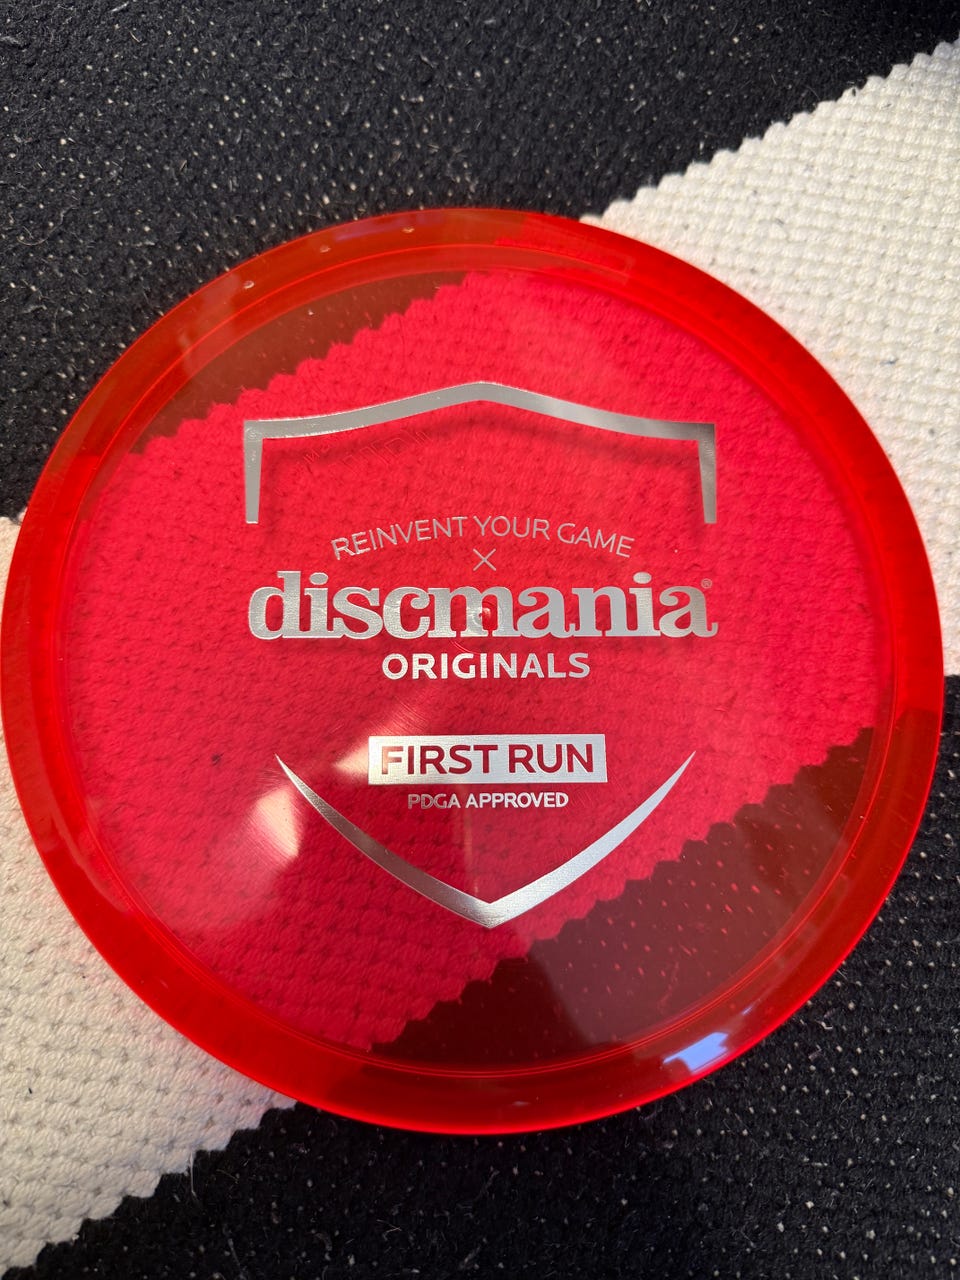 REINVENT YOUR GAME
×
discmania®
ORIGINALS
FIRST RUN
PDGA APPROVED